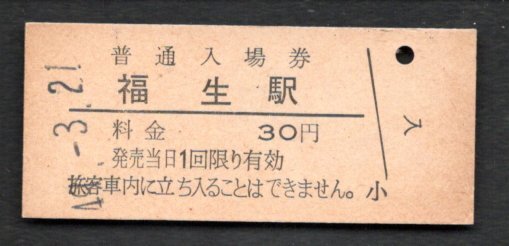 普通入場券
福生駅
料金 30円
発売当日1回限り有効
旅客車内に立ち入ることはできません。
小
入
-3.21